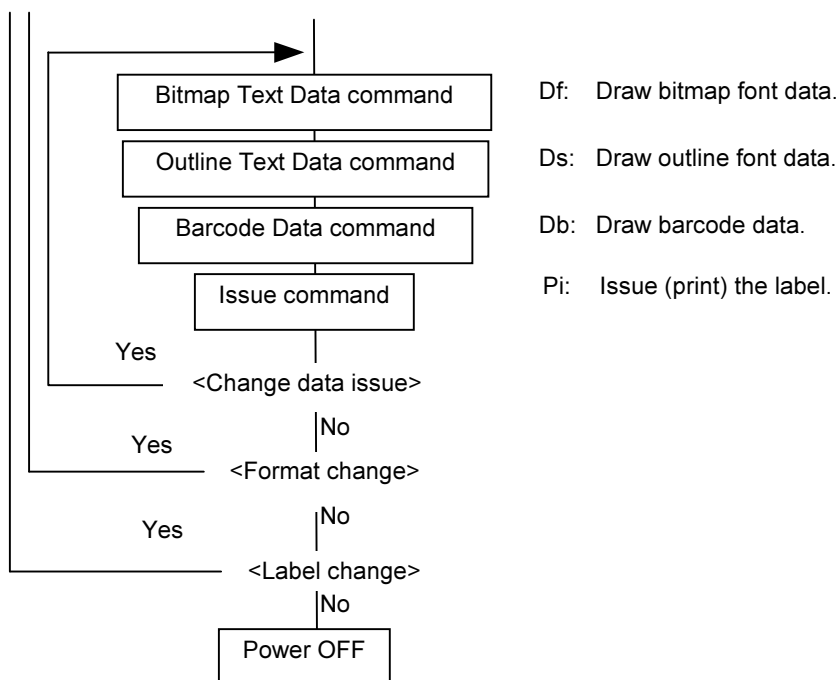 Bitmap Text Data command Df: Draw bitmap font data.
Outline Text Data command Ds: Draw outline font data.
Barcode Data command Db: Draw barcode data.
Issue command Pi: Issue (print) the label.
Yes
<Change data issue>
No
Yes
<Format change>
No
Yes
<Label change>
No
Power OFF